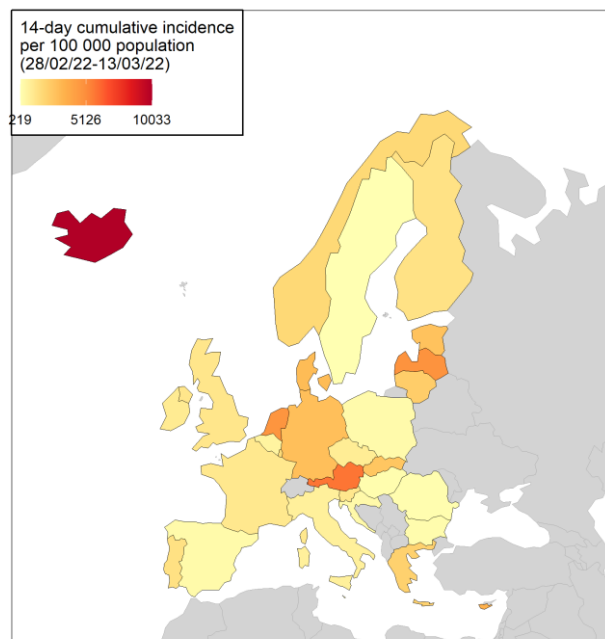 14-day cumulative incidence
per 100 000 population
(28/02/22-13/03/22)
219 5126 10033